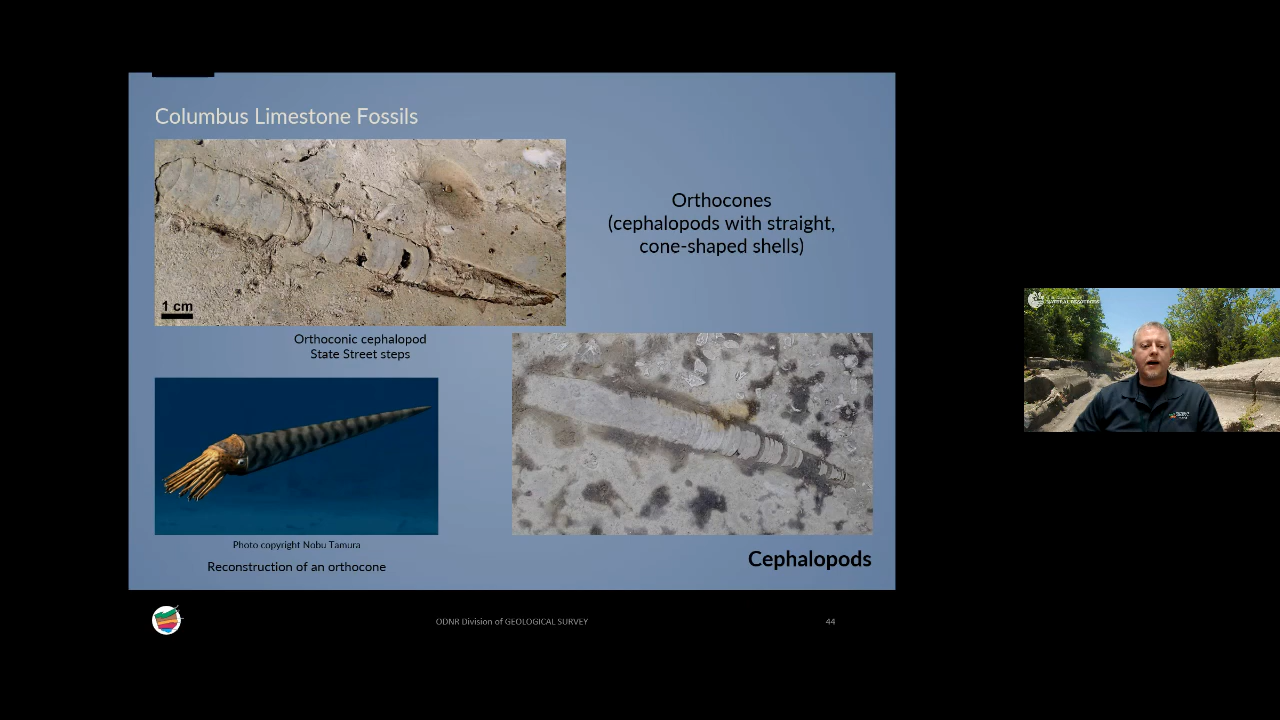 Columbus Limestone Fossils
1 cm
Orthocones
(cephalopods with straight,
cone-shaped shells)
Orthoconic cephalopod
State Street steps
Photo copyright Nobu Tamura
Reconstruction of an orthocone
Cephalopods
ODNR Division of GEOLOGICAL SURVEY
44